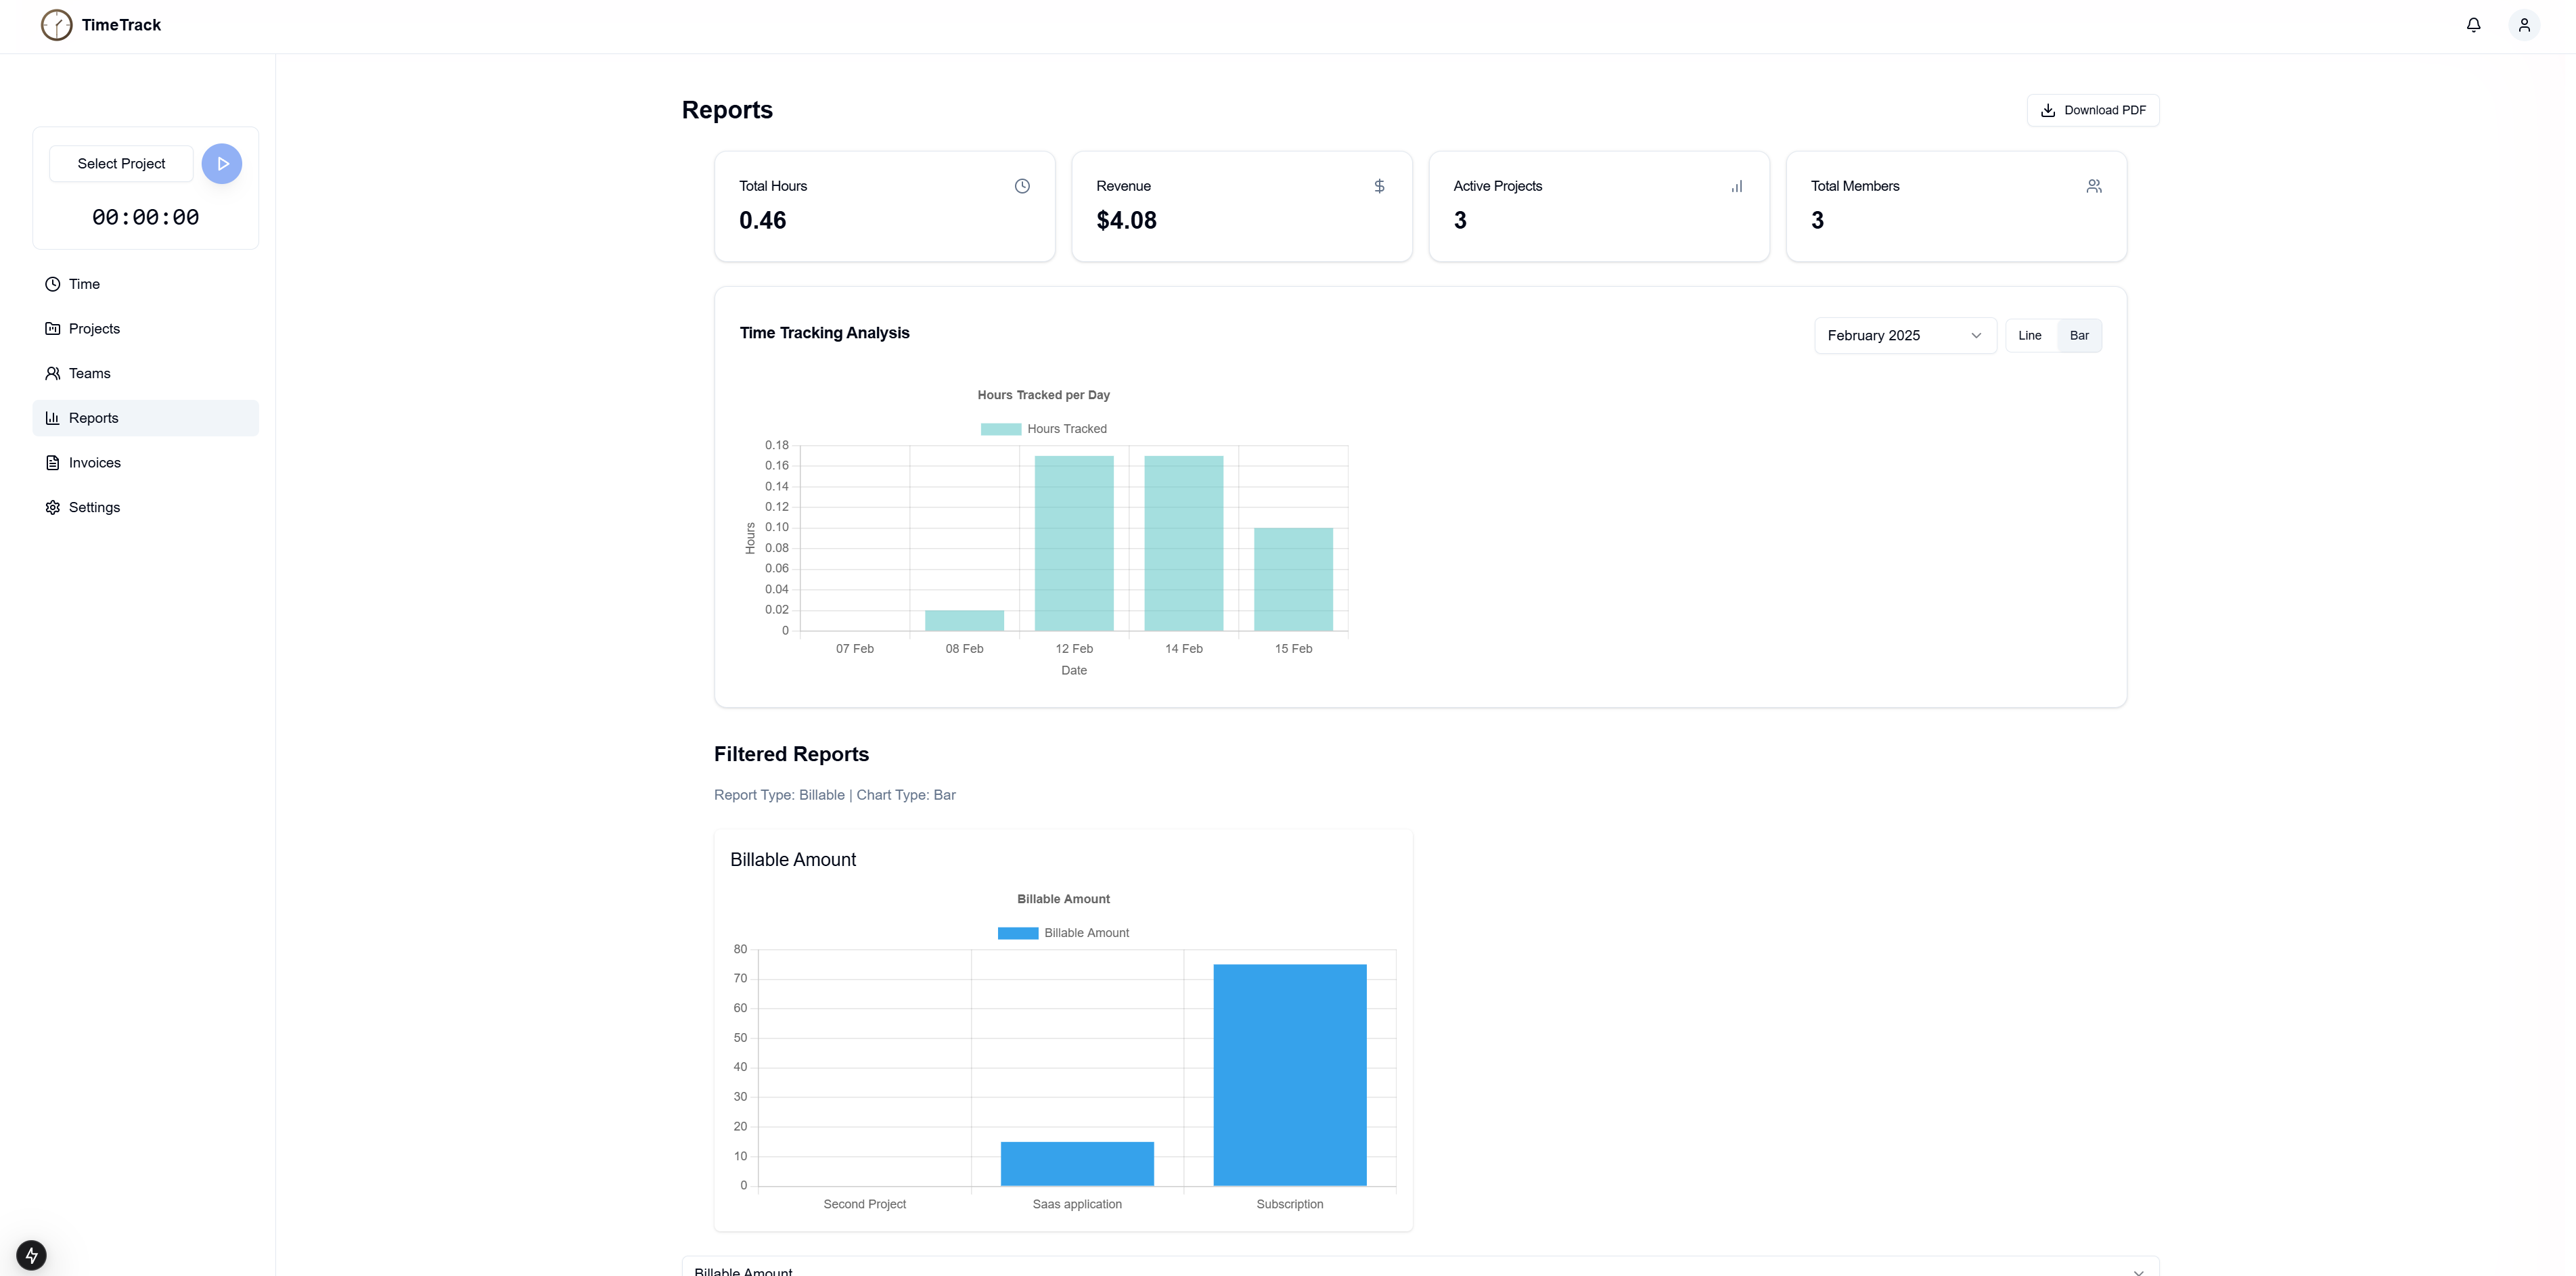 TimeTrack
Select Project
00:00:00
Time
Projects
Teams
Reports
Invoices
Settings
Reports
Download PDF
Total Hours
0.46
Revenue
$4.08
Active Projects
3
Total Members
3
Time Tracking Analysis
February 2025
Line
Bar
Hours Tracked per Day
Hours Tracked
0.18
0.16
0.14
0.12
0.10
0.08
0.06
0.04
0.02
0
Hours
07 Feb
08 Feb
12 Feb
14 Feb
15 Feb
Date
Filtered Reports
Report Type: Billable | Chart Type: Bar
Billable Amount
Billable Amount
Billable Amount
80
70
60
50
40
30
20
10
0
Second Project
Saas application
Subscription
Billable Amount